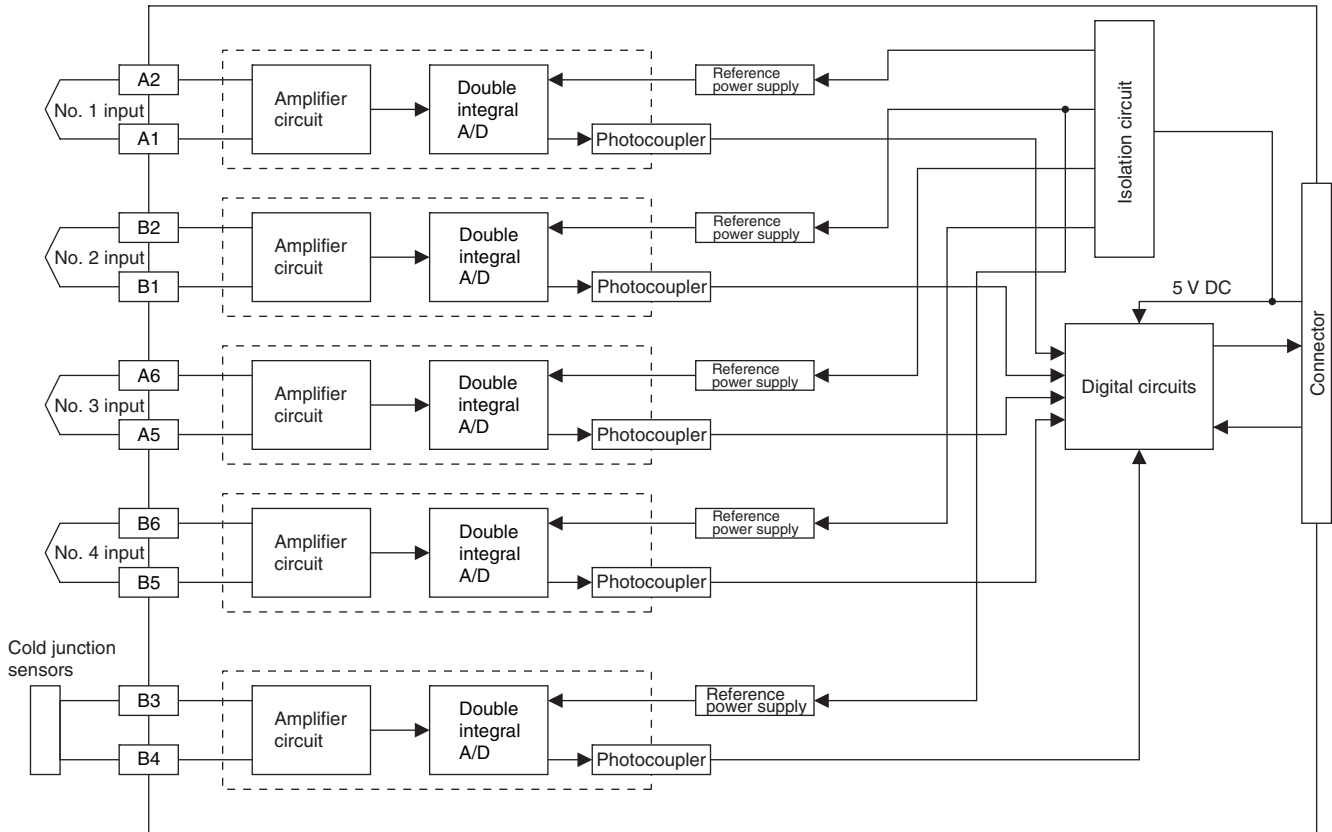 A2
No. 1 input
A1
Amplifier
circuit
Double
integral
A/D
Reference
power supply
Photocoupler
Isolation circuit
B2
No. 2 input
B1
Amplifier
circuit
Double
integral
A/D
Reference
power supply
Photocoupler
5 V DC
Connector
A6
No. 3 input
A5
Amplifier
circuit
Double
integral
A/D
Reference
power supply
Photocoupler
Digital circuits
B6
No. 4 input
B5
Amplifier
circuit
Double
integral
A/D
Reference
power supply
Photocoupler
Cold junction
sensors
B3
B4
Amplifier
circuit
Double
integral
A/D
Reference
power supply
Photocoupler